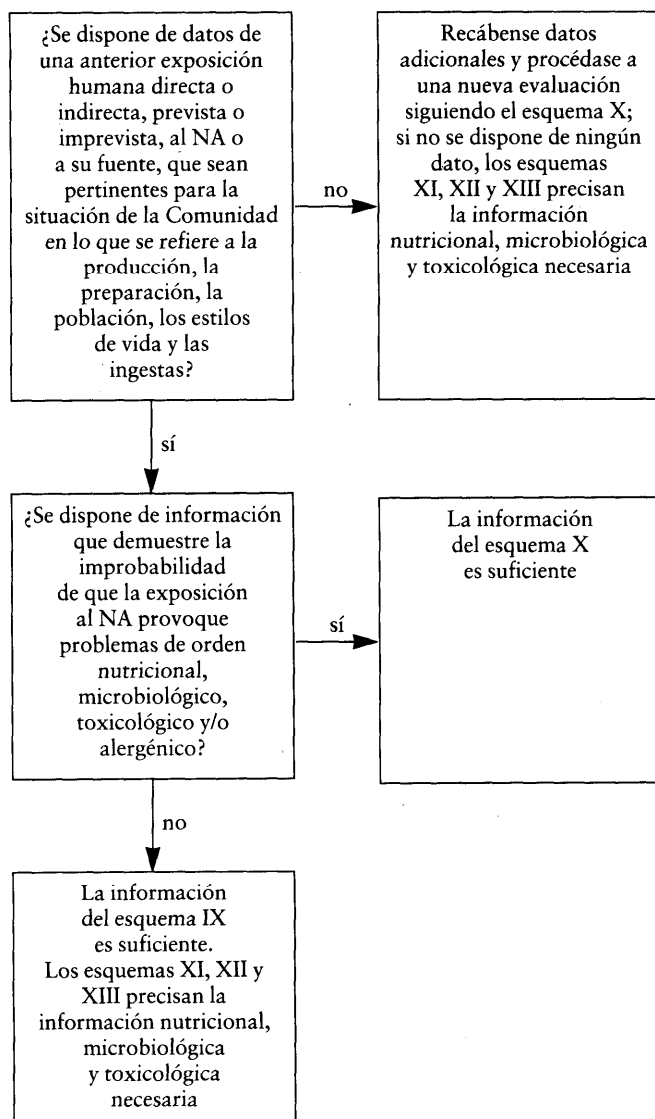 ¿Se dispone de datos de
una anterior exposición
humana directa o
indirecta, prevista o
imprevista, al NA o
a su fuente, que sean
pertinentes para la
situación de la Comunidad
en lo que se refiere a la
producción, la
preparación, la
población, los estilos
de vida y las
ingestas?
no
Recábense datos
adicionales y procédase a
una nueva evaluación
siguiendo el esquema X;
si no se dispone de ningún
dato, los esquemas
XI, XII y XIII precisan
la información
nutricional, microbiológica
y toxicológica necesaria
sí
¿Se dispone de información
que demuestre la
improbabilidad
de que la exposición
al NA provoque
problemas de orden
nutricional,
microbiológico,
toxicológico y/o
alergénico?
sí
La información
del esquema X
es suficiente
no
La información
del esquema IX
es suficiente.
Los esquemas XI, XII y
XIII precisan la
información nutricional,
microbiológica
y toxicológica
necesaria